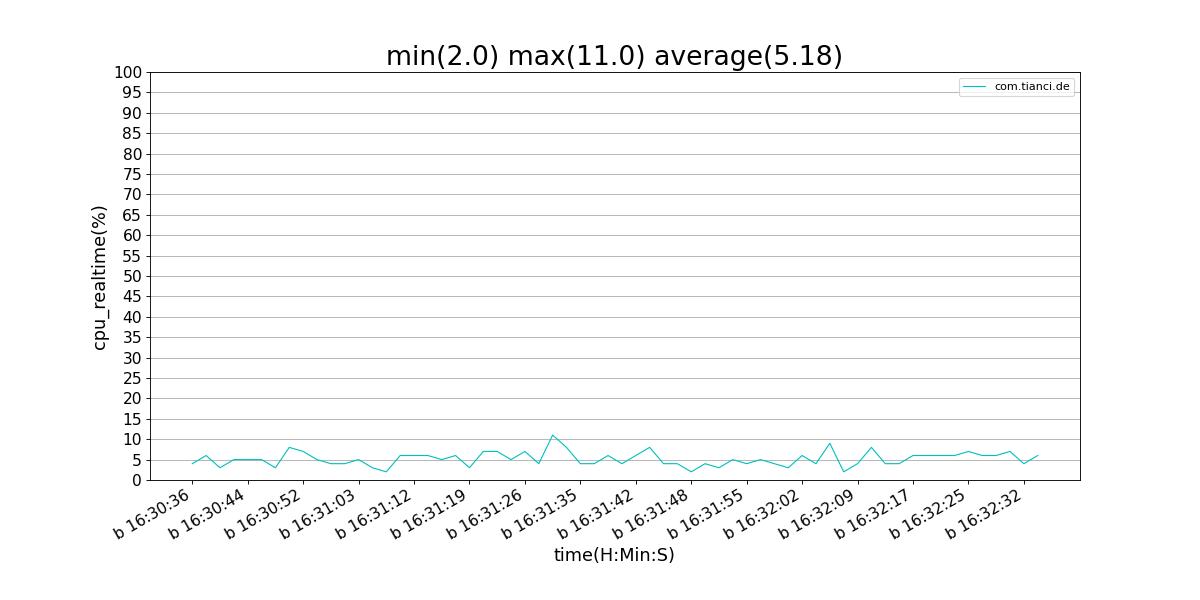 min(2.0) max(11.0) average(5.18)
com.tianci.de
100
95
90
85
80
75
70
65
60
55
50
45
40
35
30
25
20
15
10
5
0
cpu_realtime(%)
b 16:30:36
b 16:30:44
b 16:30:52
b 16:31:03
b 16:31:12
b 16:31:19
b 16:31:26
b 16:31:35
b 16:31:42
b 16:31:48
b 16:31:55
b 16:32:02
b 16:32:09
b 16:32:17
b 16:32:25
b 16:32:32
time(H:Min:S)